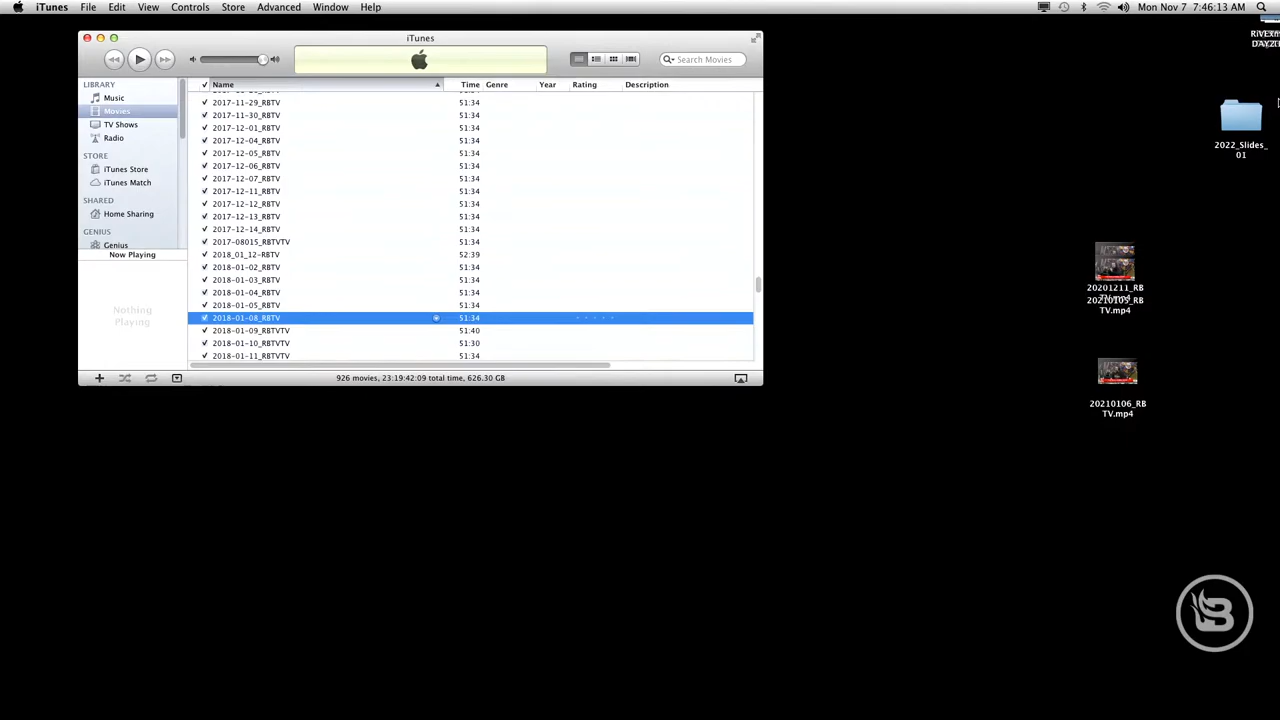 iTunes File Edit View Controls Store Advanced Window Help Mon Nov 7 7:46:13 AM
iTunes
Search Movies
LIBRARY
Music
Movies
TV Shows
Radio
STORE
iTunes Store
iTunes Match
SHARED
Home Sharing
GENIUS
Genius
Now Playing
Nothing
Playing
Name Time Genre Year Rating Description
2017-11-29_RBTV 51:34
2017-11-30_RBTV 51:34
2017-12-01_RBTV 51:34
2017-12-04_RBTV 51:34
2017-12-05_RBTV 51:34
2017-12-06_RBTV 51:34
2017-12-07_RBTV 51:34
2017-12-11_RBTV 51:34
2017-12-12_RBTV 51:34
2017-12-13_RBTV 51:34
2017-12-14_RBTV 51:34
2017-08015_RBTVTV 51:34
2018_01_12-RBTV 52:39
2018-01-02_RBTV 51:34
2018-01-03_RBTV 51:34
2018-01-04_RBTV 51:34
2018-01-05_RBTV 51:34
2018-01-08_RBTV 51:34
2018-01-09_RBTVTV 51:40
2018-01-10_RBTVTV 51:30
2018-01-11_RBTVTV 51:34
926 movies, 23:19:42:09 total time, 626.30 GB
2022_Slides_
01
20201211_RB
TV.mp4
20210106_RB
TV.mp4
B